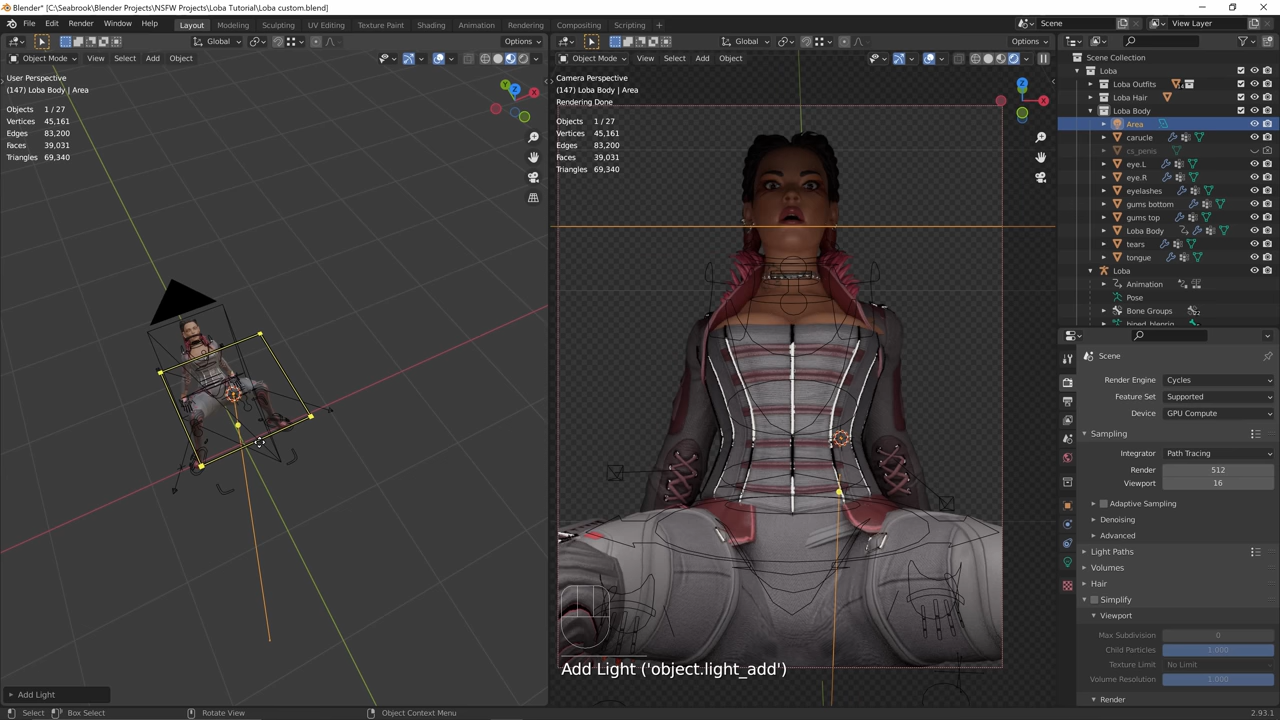 Blender* [C:\Seabrook\Blender Projects\NSFW Projects\Loba Tutorial\Loba custom.blend]
File Edit Render Window Help Layout Modeling Sculpting UV Editing Texture Paint Shading Animation Rendering Compositing Scripting + Scene View Layer
Global Options Global Options
Object Mode View Select Add Object Object Mode View Select Add Object
User Perspective
(147) Loba Body | Area
Objects 1 / 27
Vertices 45,161
Edges 83,200
Faces 39,031
Triangles 69,340
Camera Perspective
(147) Loba Body | Area
Rendering Done
Objects 1 / 27
Vertices 45,161
Edges 83,200
Faces 39,031
Triangles 69,340
Add Light ('object.light_add')
Add Light
Scene Collection
Loba
Loba Outfits
Loba Hair
Loba Body
Area
carucle
cs_penis
eye.L
eye.R
eyelashes
gums bottom
gums top
Loba Body
tears
tongue
Loba
Animation
Pose
Bone Groups
Scene
Render Engine Cycles
Feature Set Supported
Device GPU Compute
Sampling
Integrator Path Tracing
Render 512
Viewport 16
Adaptive Sampling
Denoising
Advanced
Light Paths
Volumes
Hair
Simplify
Viewport
Max Subdivision 0
Child Particles 1.000
Texture Limit No Limit
Volume Resolution 1.000
Render
Select Box Select Rotate View Object Context Menu 2.93.1